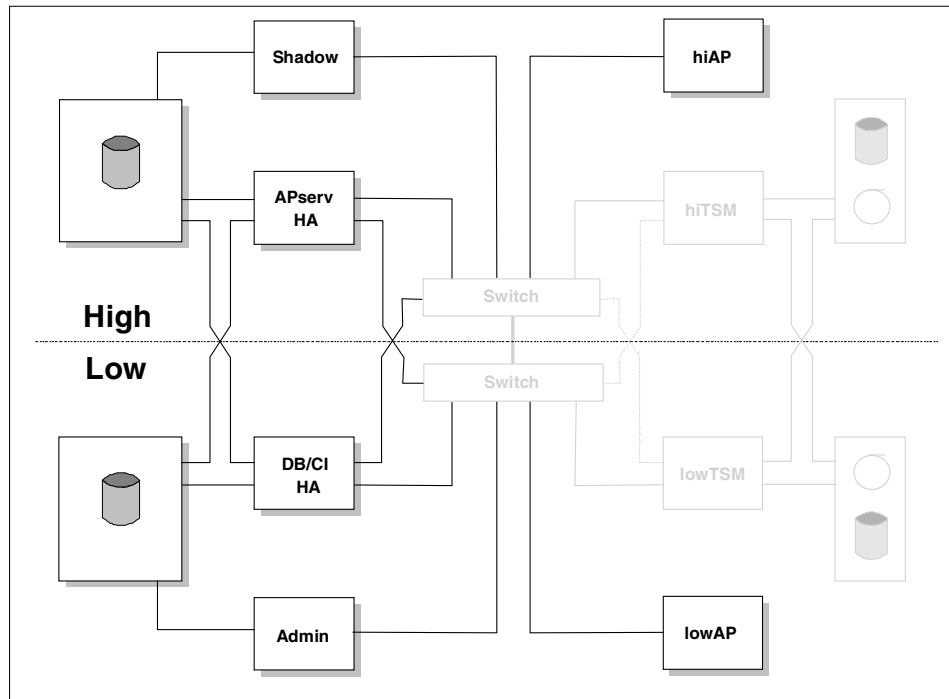 Shadow
hiAP
APserv
HA
hiTSM
Switch
High
Low
Switch
DB/CI
HA
lowTSM
Admin
lowAP